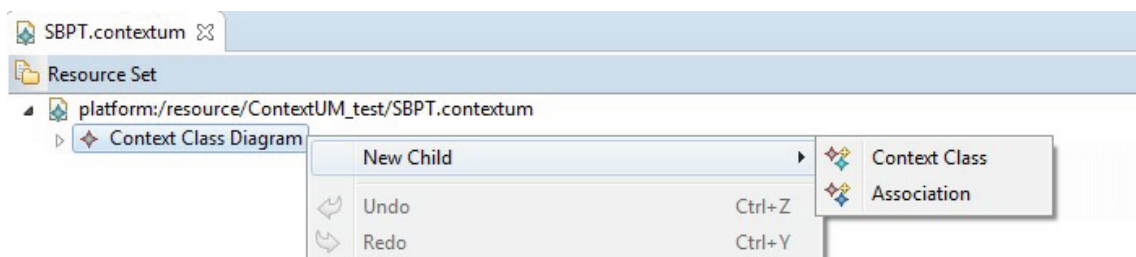 SBPT.contextum
Resource Set
platform:/resource/ContextUM_test/SBPT.contextum
Context Class Diagram
New Child Context Class
Association
Undo Ctrl+Z
Redo Ctrl+Y